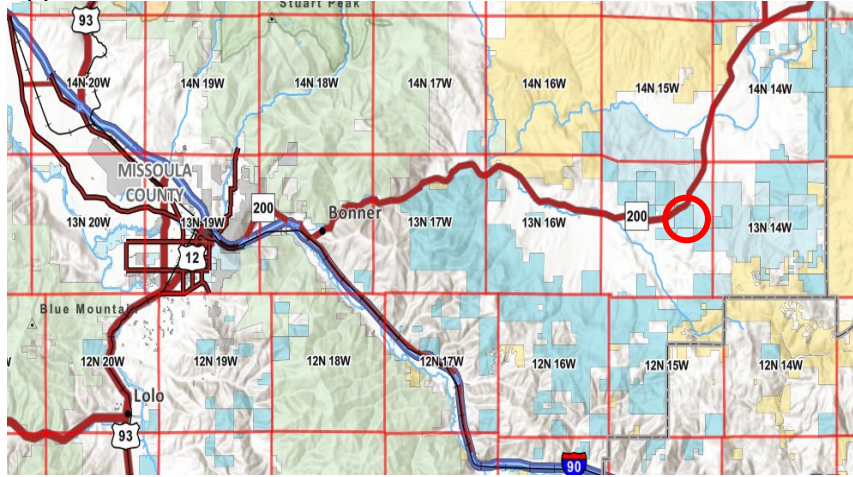 Stuart Peak
93
14N 20W
14N 19W
14N 18W
14N 17W
14N 16W
14N 15W
14N 14W
MISSOULA
COUNTY
200
Bonner
13N 20W
13N 19W
13N 17W
13N 16W
200
13N 14W
12
Blue Mountain
12N 20W
12N 19W
12N 18W
12N 17W
12N 16W
12N 15W
12N 14W
Lolo
93
90